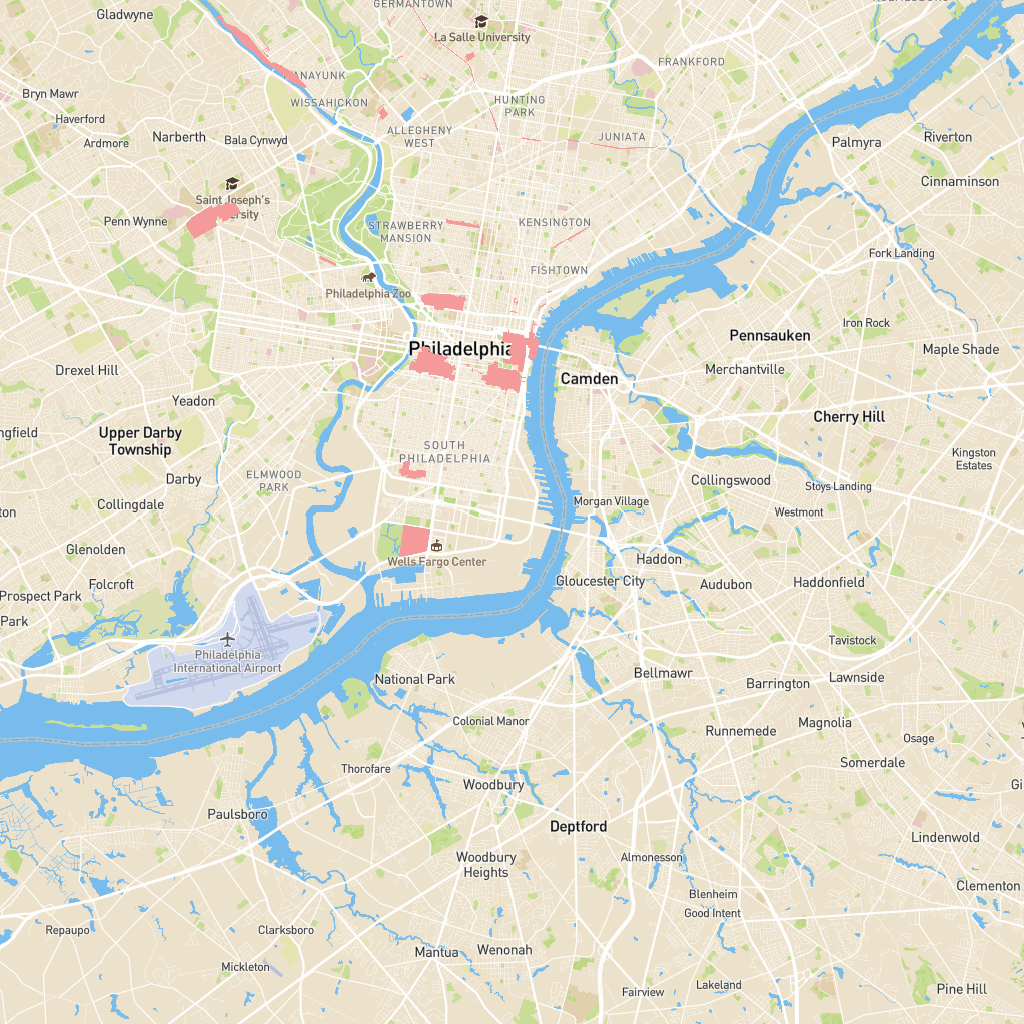 GERMANTOWN
Gladwyne
La Salle University
ANAYUNK
FRANKFORD
Bryn Mawr
WISSAHICKON
HUNTING
PARK
Haverford
Narberth
Ardmore
Bala Cynwyd
ALLEGHENY
WEST
JUNIATA
Palmyra
Riverton
Cinnaminson
Saint Joseph's
ersity
Penn Wynne
STRAWBERRY
MANSION
KENSINGTON
Fork Landing
FISHTOWN
Philadelphia Zoo
Iron Rock
Pennsauken
Philadelphia
Maple Shade
Drexel Hill
Camden
Merchantville
Yeadon
Cherry Hill
ngfield
Upper Darby
Township
SOUTH
PHILADELPHIA
Kingston
Estates
Darby
ELMWOOD
PARK
Collingswood
Stoys Landing
Collingdale
Morgan Village
Westmont
ton
Glenolden
Wells Fargo Center
Haddon
Folcroft
Gloucester City
Audubon
Haddonfield
Prospect Park
Park
Tavistock
Philadelphia
International Airport
National Park
Bellmawr
Barrington
Lawnside
Colonial Manor
Runnemede
Magnolia
Osage
Thorofare
Somerdale
Woodbury
Gi
Paulsboro
Deptford
Lindenwold
Woodbury
Heights
Almonesson
Clementon
Blenheim
Good Intent
Repaupo
Clarksboro
Mantua
Wenonah
Mickleton
Fairview
Lakeland
Pine Hill